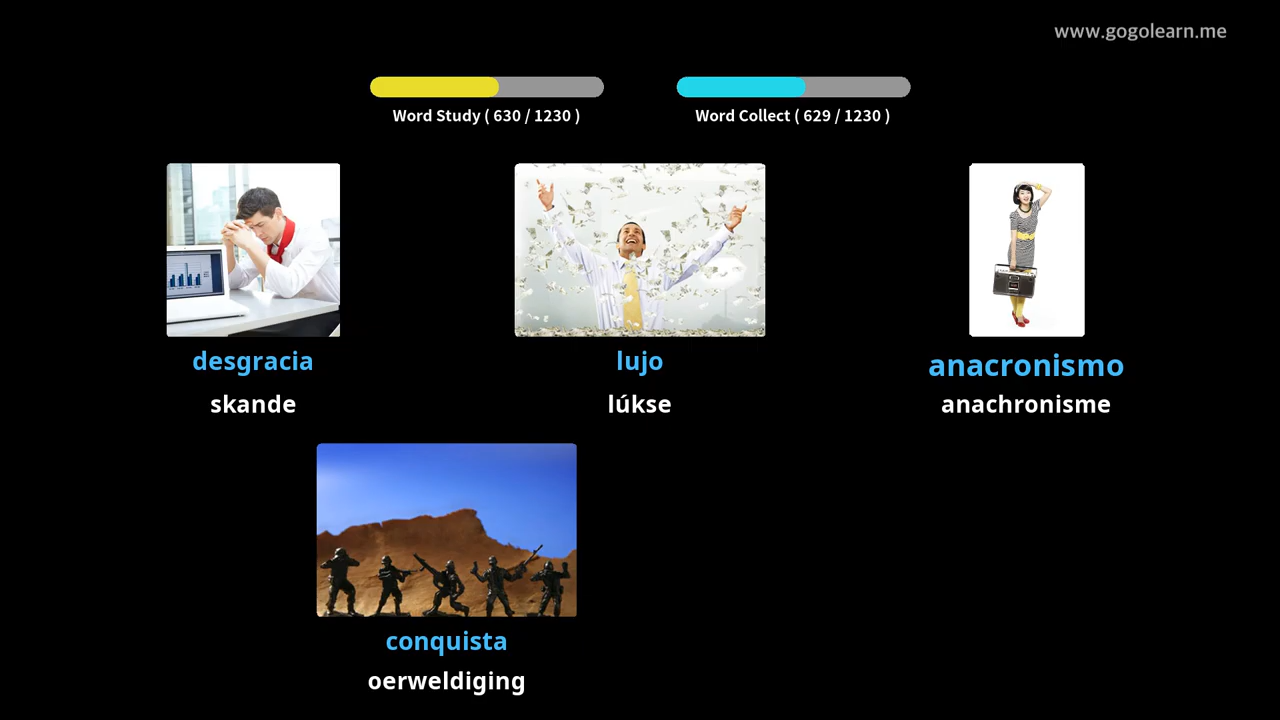 www.gogolearn.me
Word Study ( 630 / 1230 )
Word Collect ( 629 / 1230 )
desgracia
skande
lujo
lúkse
anacronismo
anachronisme
conquista
oerweldiging